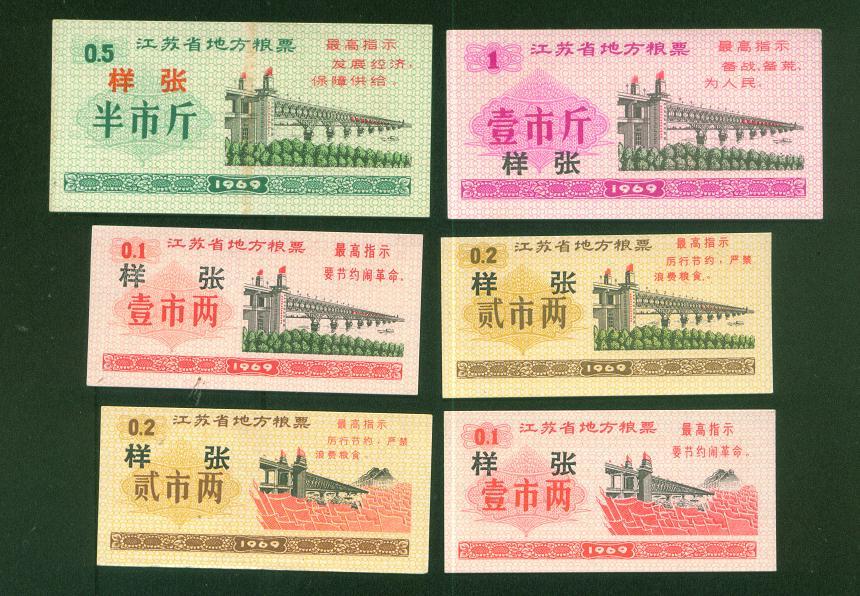 0.5 江苏省地方粮票 最高指示
发展经济,
保障供给。
样 张
半市斤
1969
1 江苏省地方粮票 最高指示
备战,备荒,
为人民。
壹市斤
样 张
1969
0.1 江苏省地方粮票 最高指示
要节约闹革命。
样 张
壹市两
1969
0.2 江苏省地方粮票 最高指示
厉行节约,严禁
浪费粮食。
样 张
贰市两
1969
0.2 江苏省地方粮票 最高指示
厉行节约,严禁
浪费粮食。
样 张
贰市两
1969
0.1 江苏省地方粮票 最高指示
要节约闹革命。
样 张
壹市两
1969